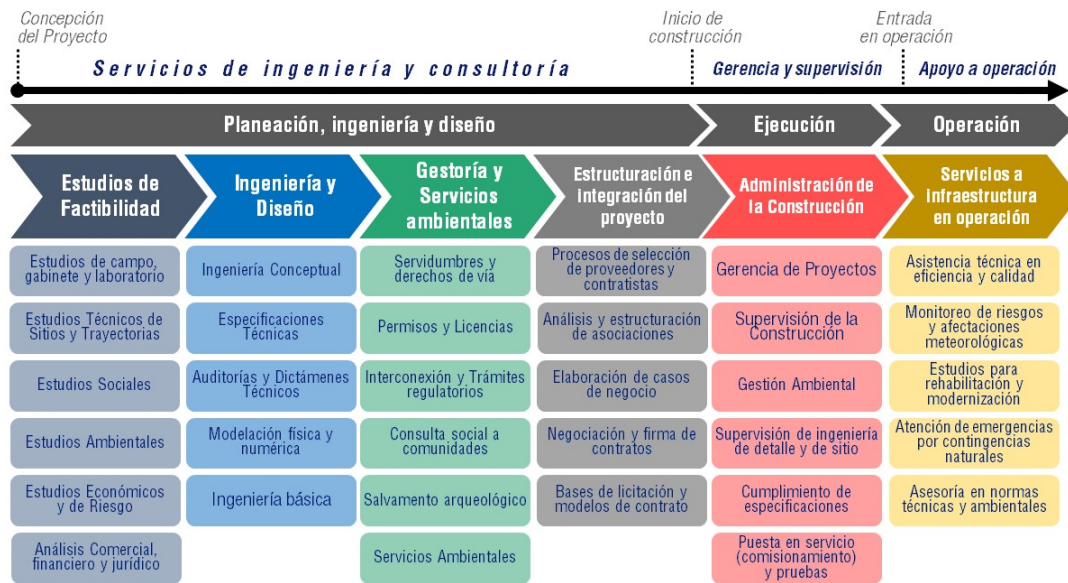 Concepción
del Proyecto
Inicio de
construcción
Entrada
en operación
Servicios de ingeniería y consultoría
Gerencia y supervisión
Apoyo a operación
Planeación, ingeniería y diseño
Ejecución
Operación
Estudios de
Factibilidad
Ingeniería y
Diseño
Gestoría y
Servicios
ambientales
Estructuración e
integración del
proyecto
Administración de
la Construcción
Servicios a
infraestructura
en operación
Estudios de campo,
gabinete y laboratorio
Ingeniería Conceptual
Servidumbres y
derechos de vía
Procesos de selección
de proveedores y
contratistas
Gerencia de Proyectos
Asistencia técnica en
eficiencia y calidad
Estudios Técnicos de
Sitios y Trayectorias
Especificaciones
Técnicas
Permisos y Licencias
Análisis y estructuración
de asociaciones
Supervisión de la
Construcción
Monitoreo de riesgos
y afectaciones
meteorológicas
Estudios Sociales
Auditorías y Dictámenes
Técnicos
Interconexión y Trámites
regulatorios
Elaboración de casos
de negocio
Gestión Ambiental
Estudios para
rehabilitación y
modernización
Estudios Ambientales
Modelación física y
numérica
Consulta social a
comunidades
Negociación y firma de
contratos
Supervisión de ingeniería
de detalle y de sitio
Atención de emergencias
por contingencias
naturales
Estudios Económicos
y de Riesgo
Ingeniería básica
Salvamento arqueológico
Bases de licitación y
modelos de contrato
Cumplimiento de
especificaciones
Asesoría en normas
técnicas y ambientales
Análisis Comercial,
financiero y jurídico
Servicios Ambientales
Puesta en servicio
(comisionamiento)
y pruebas